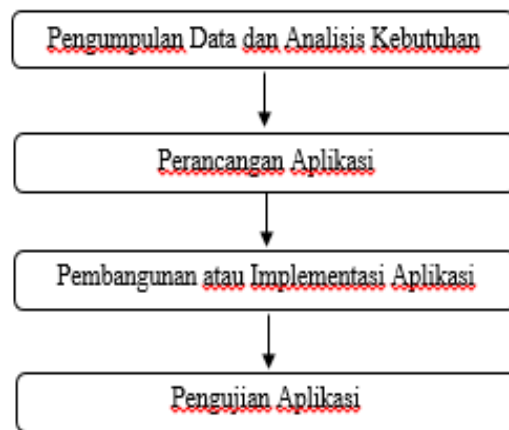 Pengumpulan Data dan Analisis Kebutuhan
Perancangan Aplikasi
Pembangunan atau Implementasi Aplikasi
Pengujian Aplikasi